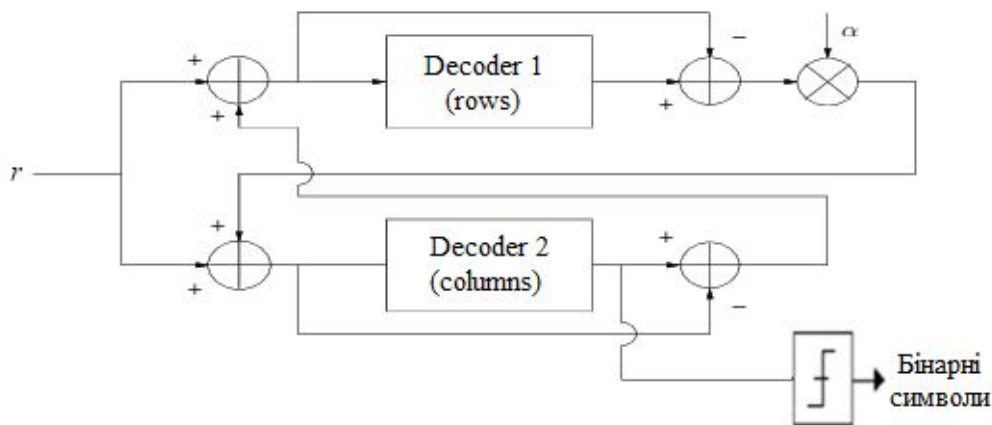 α
+
−
Decoder 1
(rows)
+
+
r
+
+
Decoder 2
(columns)
+
+
−
Бінарні
символи